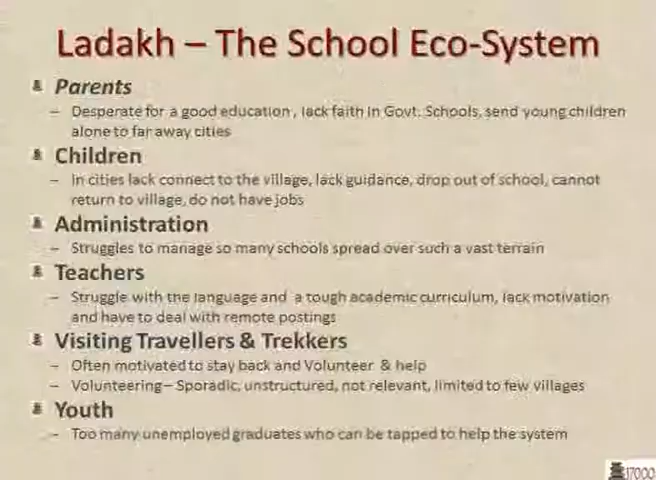 Ladakh – The School Eco-System
Parents
– Desperate for a good education , lack faith in Govt. Schools, send young children
alone to far away cities
Children
– In cities lack connect to the village, lack guidance, drop out of school, cannot
return to village, do not have jobs
Administration
– Struggles to manage so many schools spread over such a vast terrain
Teachers
– Struggle with the language and a tough academic curriculum, lack motivation
and have to deal with remote postings
Visiting Travellers & Trekkers
– Often motivated to stay back and Volunteer & help
– Volunteering– Sporadic, unstructured, not relevant, limited to few villages
Youth
– Too many unemployed graduates who can be tapped to help the system
17000